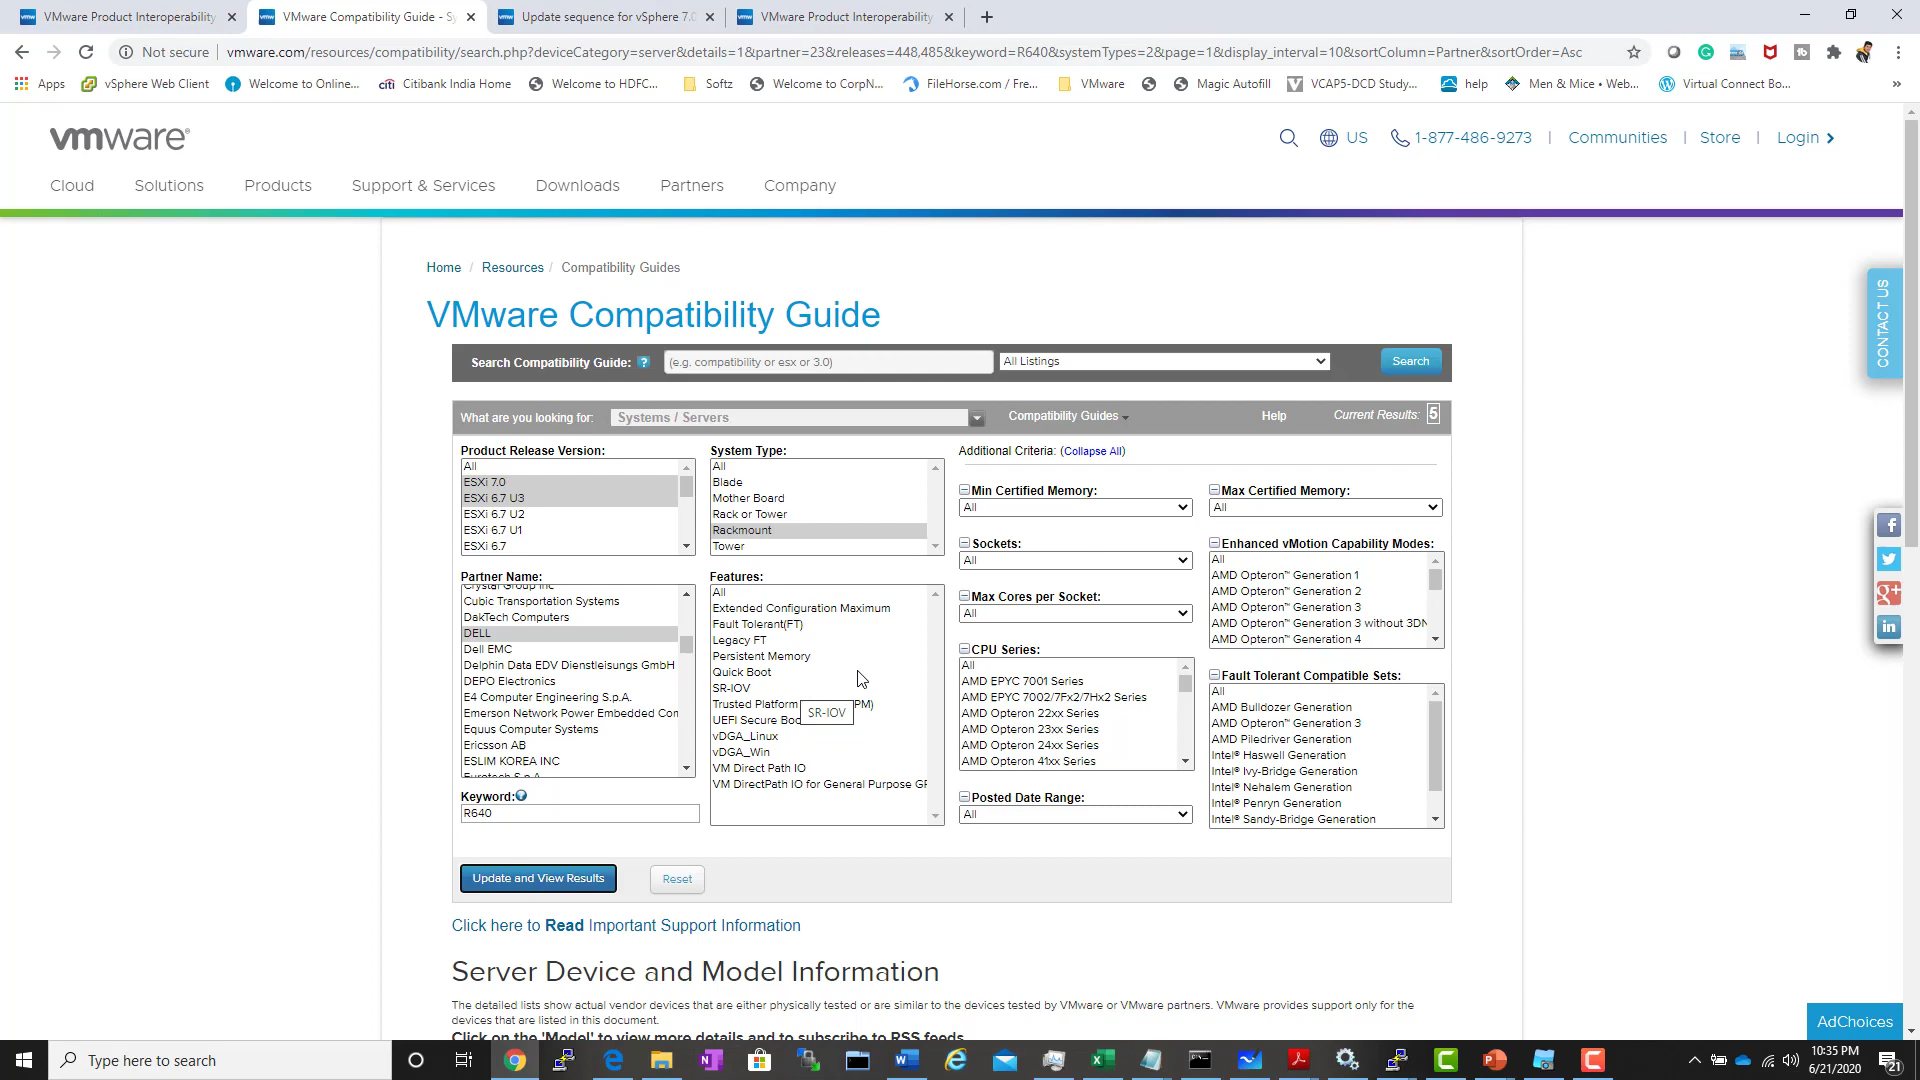 VMware Product Interoperability
VMware Compatibility Guide - Sy
Update sequence for vSphere 7.0
VMware Product Interoperability
Not secure
vmware.com/resources/compatibility/search.php?deviceCategory=server&details=1&partner=23&releases=448,485&keyword=R640&systemTypes=2&page=1&display_interval=10&sortColumn=Partner&sortOrder=Asc
Apps
vSphere Web Client
Welcome to Online...
citi Citibank India Home
Welcome to HDFC...
Softz
Welcome to CorpN...
FileHorse.com / Fre...
VMware
Magic Autofill
VCAP5-DCD Study...
help
Men & Mice • Web...
Virtual Connect Bo...
vmware
US
1-877-486-9273
Communities
Store
Login
Cloud
Solutions
Products
Support & Services
Downloads
Partners
Company
CONTACT US
Home / Resources / Compatibility Guides
VMware Compatibility Guide
Search Compatibility Guide: ?
(e.g. compatibility or esx or 3.0)
All Listings
Search
What are you looking for:
Systems / Servers
Compatibility Guides
Help
Current Results: 5
Product Release Version:
All
ESXi 7.0
ESXi 6.7 U3
ESXi 6.7 U2
ESXi 6.7 U1
ESXi 6.7
System Type:
All
Blade
Mother Board
Rack or Tower
Rackmount
Tower
Additional Criteria: (Collapse All)
Min Certified Memory:
All
Max Certified Memory:
All
Sockets:
All
Enhanced vMotion Capability Modes:
All
AMD Opteron™ Generation 1
AMD Opteron™ Generation 2
AMD Opteron™ Generation 3
AMD Opteron™ Generation 3 without 3DN
AMD Opteron™ Generation 4
Max Cores per Socket:
All
Partner Name:
Crystal Group Inc
Cubic Transportation Systems
DakTech Computers
DELL
Dell EMC
Delphin Data EDV Dienstleisungs GmbH
DEPO Electronics
E4 Computer Engineering S.p.A.
Emerson Network Power Embedded Con
Equus Computer Systems
Ericsson AB
ESLIM KOREA INC
Eurotech S.p.A
Features:
All
Extended Configuration Maximum
Fault Tolerant(FT)
Legacy FT
Persistent Memory
Quick Boot
SR-IOV
Trusted Platform PM)
UEFI Secure Boo
SR-IOV
vDGA_Linux
vDGA_Win
VM Direct Path IO
VM DirectPath IO for General Purpose GP
CPU Series:
All
AMD EPYC 7001 Series
AMD EPYC 7002/7Fx2/7Hx2 Series
AMD Opteron 22xx Series
AMD Opteron 23xx Series
AMD Opteron 24xx Series
AMD Opteron 41xx Series
Fault Tolerant Compatible Sets:
All
AMD Bulldozer Generation
AMD Opteron™ Generation 3
AMD Piledriver Generation
Intel® Haswell Generation
Intel® Ivy-Bridge Generation
Intel® Nehalem Generation
Intel® Penryn Generation
Intel® Sandy-Bridge Generation
Keyword:
R640
Posted Date Range:
All
Update and View Results
Reset
Click here to Read Important Support Information
Server Device and Model Information
The detailed lists show actual vendor devices that are either physically tested or are similar to the devices tested by VMware or VMware partners. VMware provides support only for the
devices that are listed in this document.
Click on the 'Model' to view more details and to subscribe to RSS feeds.
AdChoices
Type here to search
10:35 PM
6/21/2020
21